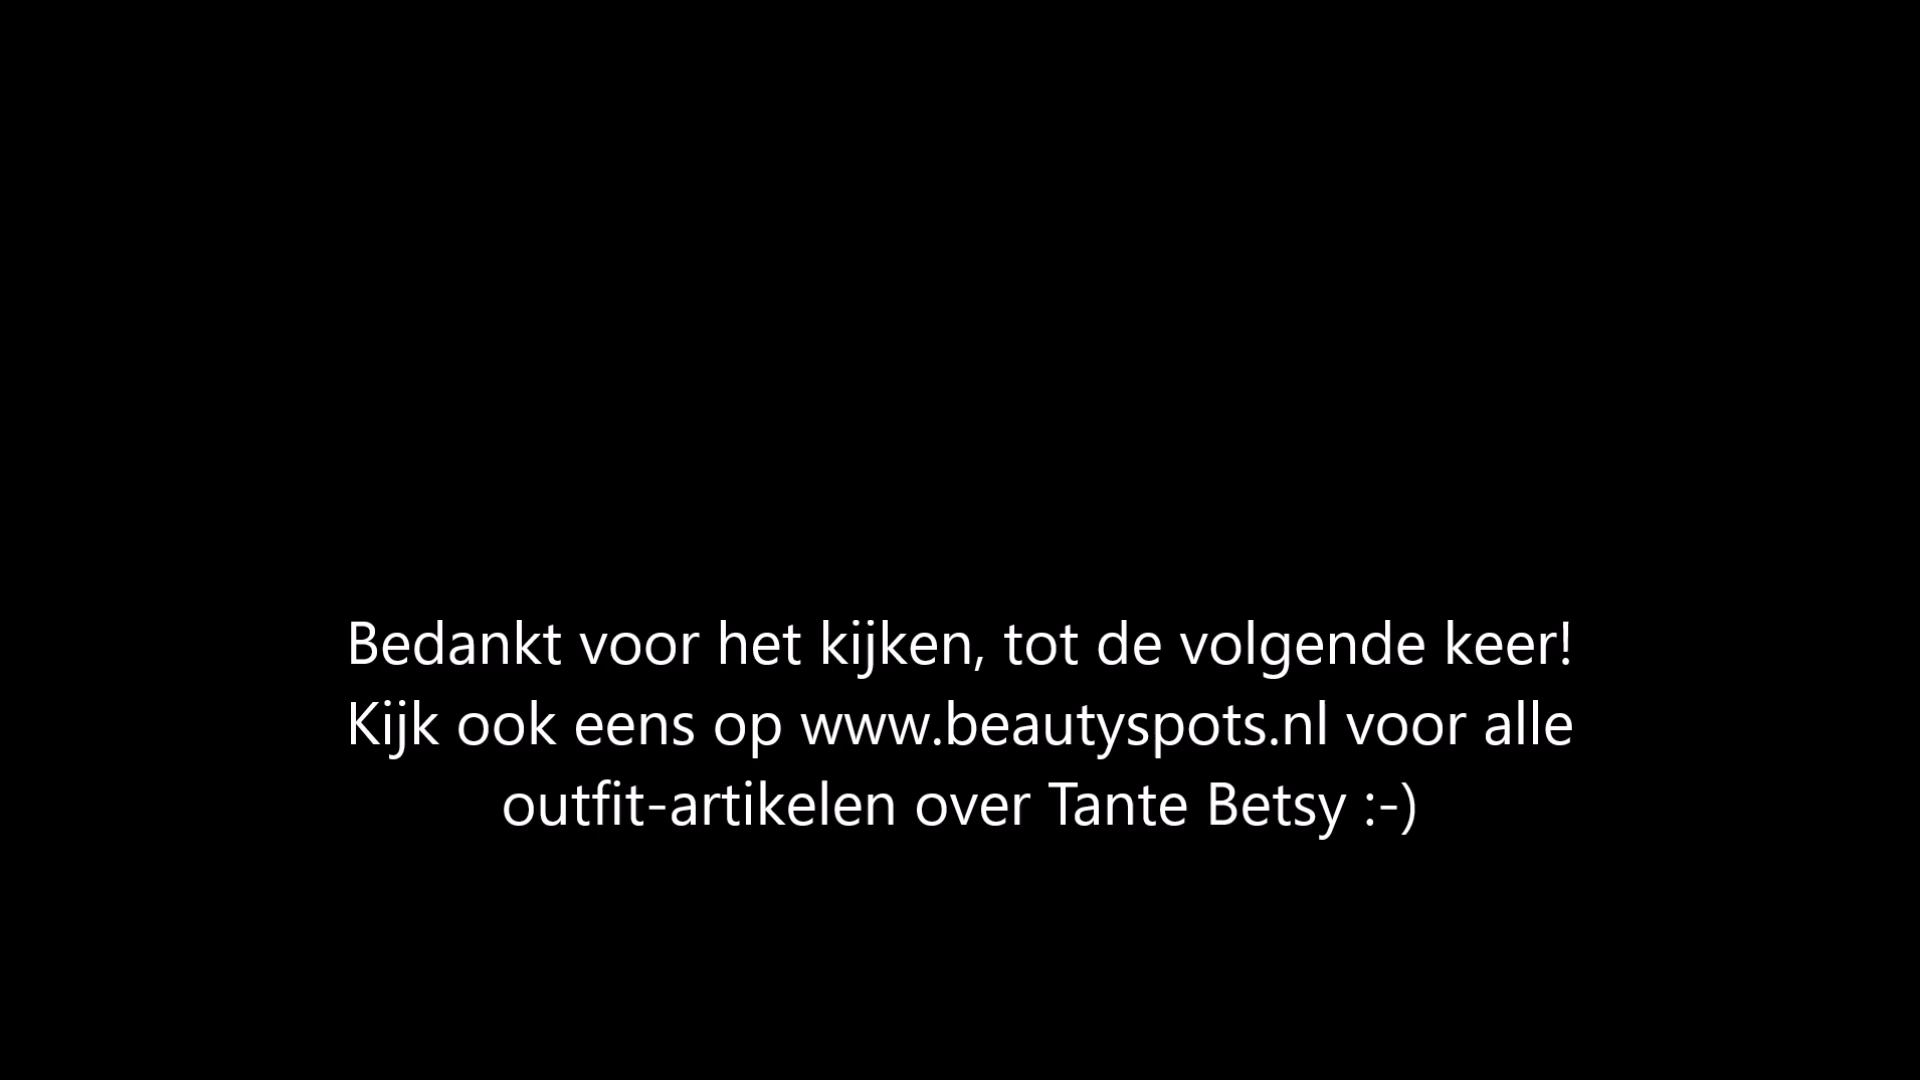 Bedankt voor het kijken, tot de volgende keer!
Kijk ook eens op www.beautyspots.nl voor alle
outfit-artikelen over Tante Betsy :-)